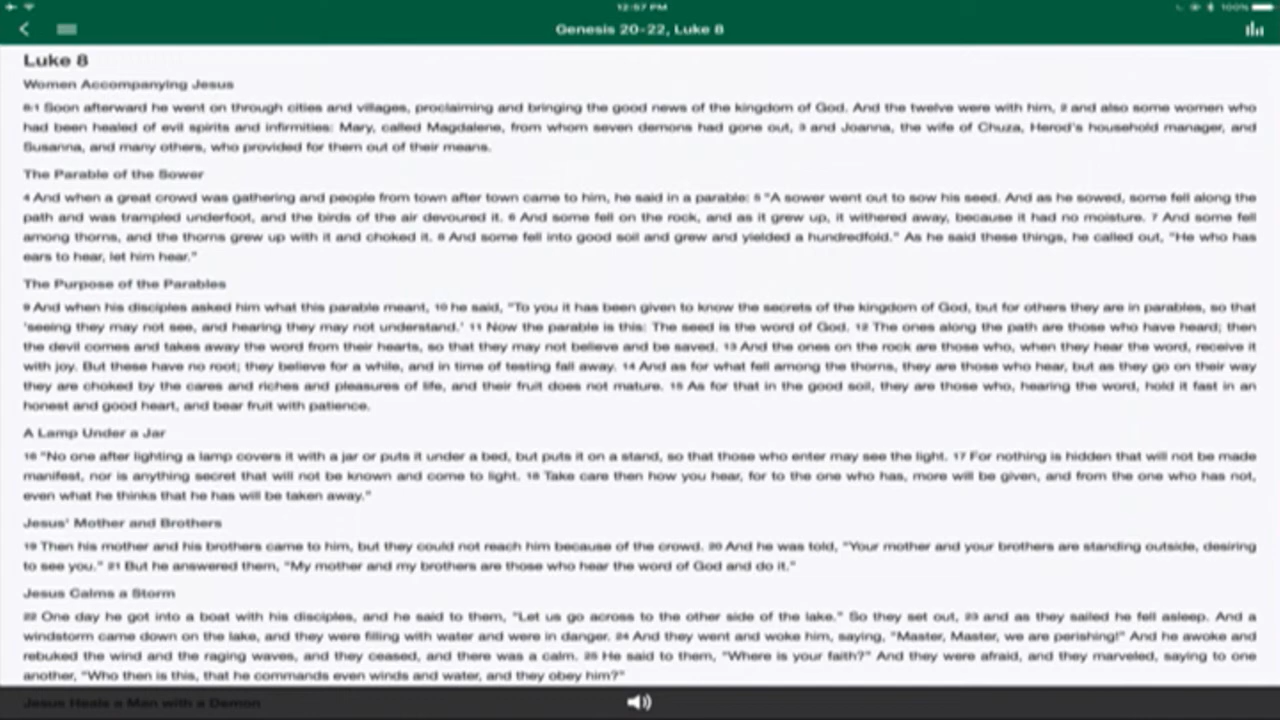 12:57 PM
100%
Genesis 20-22, Luke 8
Luke 8
Women Accompanying Jesus
8:1 Soon afterward he went on through cities and villages, proclaiming and bringing the good news of the kingdom of God. And the twelve were with him, 2 and also some women who
had been healed of evil spirits and infirmities: Mary, called Magdalene, from whom seven demons had gone out, 3 and Joanna, the wife of Chuza, Herod's household manager, and
Susanna, and many others, who provided for them out of their means.
The Parable of the Sower
4 And when a great crowd was gathering and people from town after town came to him, he said in a parable: 5 "A sower went out to sow his seed. And as he sowed, some fell along the
path and was trampled underfoot, and the birds of the air devoured it. 6 And some fell on the rock, and as it grew up, it withered away, because it had no moisture. 7 And some fell
among thorns, and the thorns grew up with it and choked it. 8 And some fell into good soil and grew and yielded a hundredfold." As he said these things, he called out, "He who has
ears to hear, let him hear."
The Purpose of the Parables
9 And when his disciples asked him what this parable meant, 10 he said, "To you it has been given to know the secrets of the kingdom of God, but for others they are in parables, so that
'seeing they may not see, and hearing they may not understand.' 11 Now the parable is this: The seed is the word of God. 12 The ones along the path are those who have heard; then
the devil comes and takes away the word from their hearts, so that they may not believe and be saved. 13 And the ones on the rock are those who, when they hear the word, receive it
with joy. But these have no root; they believe for a while, and in time of testing fall away. 14 And as for what fell among the thorns, they are those who hear, but as they go on their way
they are choked by the cares and riches and pleasures of life, and their fruit does not mature. 15 As for that in the good soil, they are those who, hearing the word, hold it fast in an
honest and good heart, and bear fruit with patience.
A Lamp Under a Jar
16 "No one after lighting a lamp covers it with a jar or puts it under a bed, but puts it on a stand, so that those who enter may see the light. 17 For nothing is hidden that will not be made
manifest, nor is anything secret that will not be known and come to light. 18 Take care then how you hear, for to the one who has, more will be given, and from the one who has not,
even what he thinks that he has will be taken away."
Jesus' Mother and Brothers
19 Then his mother and his brothers came to him, but they could not reach him because of the crowd. 20 And he was told, "Your mother and your brothers are standing outside, desiring
to see you." 21 But he answered them, "My mother and my brothers are those who hear the word of God and do it."
Jesus Calms a Storm
22 One day he got into a boat with his disciples, and he said to them, "Let us go across to the other side of the lake." So they set out, 23 and as they sailed he fell asleep. And a
windstorm came down on the lake, and they were filling with water and were in danger. 24 And they went and woke him, saying, "Master, Master, we are perishing!" And he awoke and
rebuked the wind and the raging waves, and they ceased, and there was a calm. 25 He said to them, "Where is your faith?" And they were afraid, and they marveled, saying to one
another, "Who then is this, that he commands even winds and water, and they obey him?"
Jesus Heals a Man with a Demon